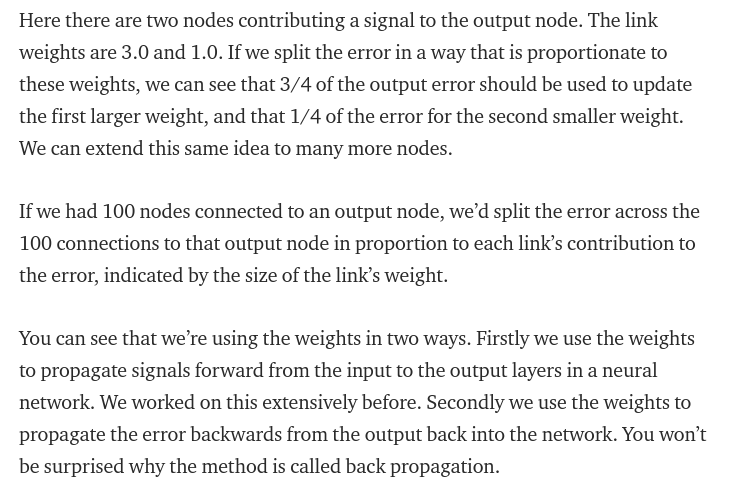 Here there are two nodes contributing a signal to the output node. The link
weights are 3.0 and 1.0. If we split the error in a way that is proportionate to
these weights, we can see that 3/4 of the output error should be used to update
the first larger weight, and that 1/4 of the error for the second smaller weight.
We can extend this same idea to many more nodes.
If we had 100 nodes connected to an output node, we’d split the error across the
100 connections to that output node in proportion to each link’s contribution to
the error, indicated by the size of the link’s weight.
You can see that we’re using the weights in two ways. Firstly we use the weights
to propagate signals forward from the input to the output layers in a neural
network. We worked on this extensively before. Secondly we use the weights to
propagate the error backwards from the output back into the network. You won’t
be surprised why the method is called back propagation.